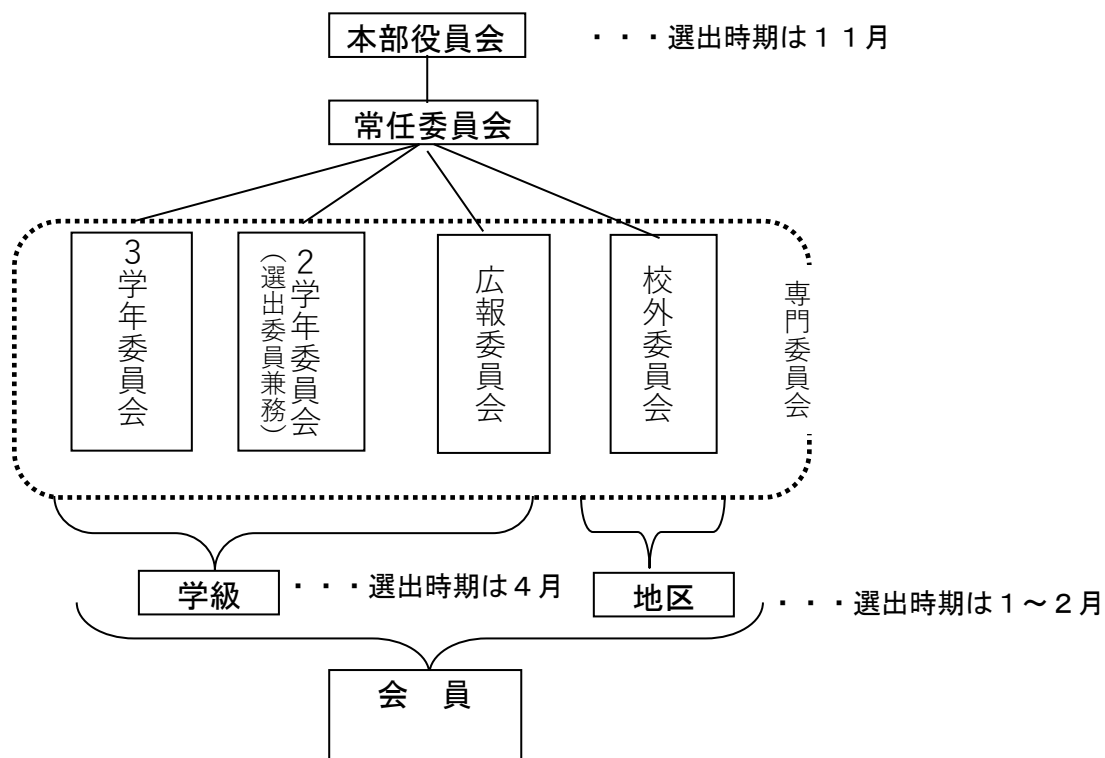 本部役員会
・・・選出時期は１１月
常任委員会
３学年委員会
２学年委員会
（選出委員兼務）
広報委員会
校外委員会
専門委員会
学級
・・・選出時期は４月
地区
・・・選出時期は１～２月
会　員